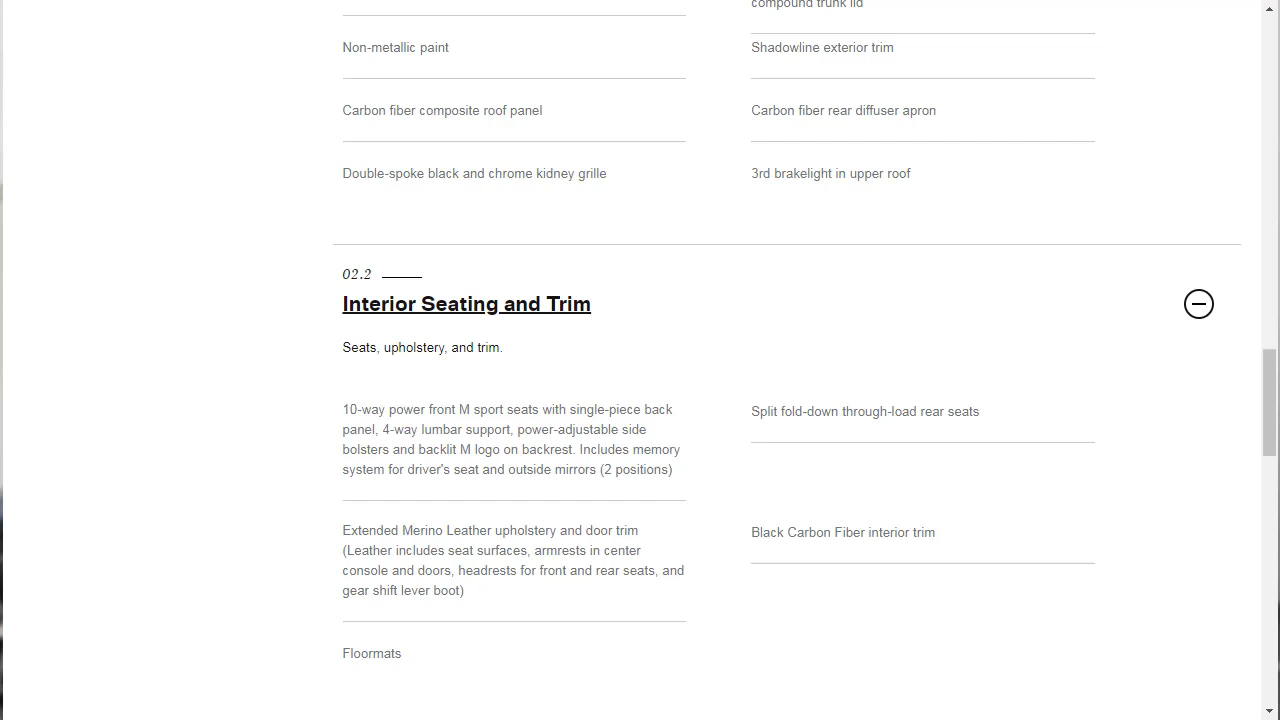 compound trunk lid
Non-metallic paint
Shadowline exterior trim
Carbon fiber composite roof panel
Carbon fiber rear diffuser apron
Double-spoke black and chrome kidney grille
3rd brakelight in upper roof
02.2
Interior Seating and Trim
Seats, upholstery, and trim.
10-way power front M sport seats with single-piece back
panel, 4-way lumbar support, power-adjustable side
bolsters and backlit M logo on backrest. Includes memory
system for driver's seat and outside mirrors (2 positions)
Split fold-down through-load rear seats
Extended Merino Leather upholstery and door trim
(Leather includes seat surfaces, armrests in center
console and doors, headrests for front and rear seats, and
gear shift lever boot)
Black Carbon Fiber interior trim
Floormats